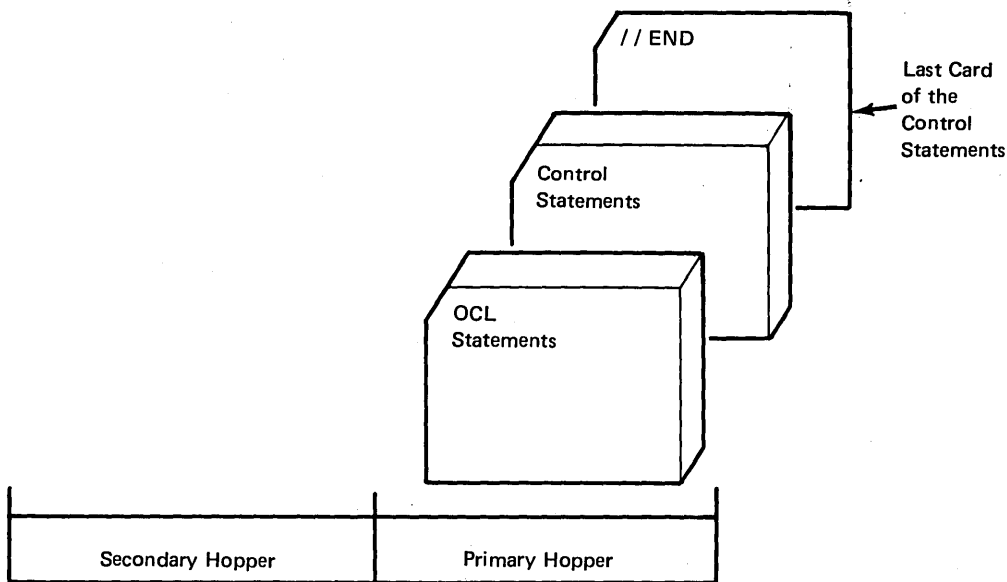 // END
Last Card
of the
Control
Statements
Control
Statements
OCL
Statements
Secondary Hopper
Primary Hopper